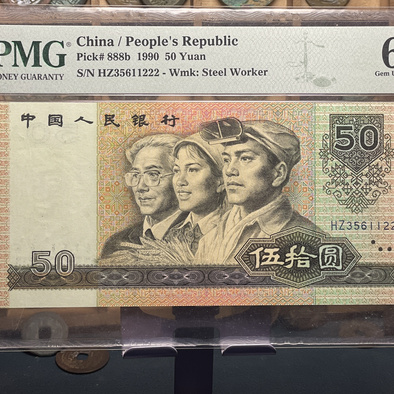 PMG
China / People's Republic
Pick# 888b 1990 50 Yuan
MONEY GUARANTY
S/N HZ35611222 - Wmk: Steel Worker
6
Gem U
中国人民银行
50
HZ3561122
50
伍拾圆